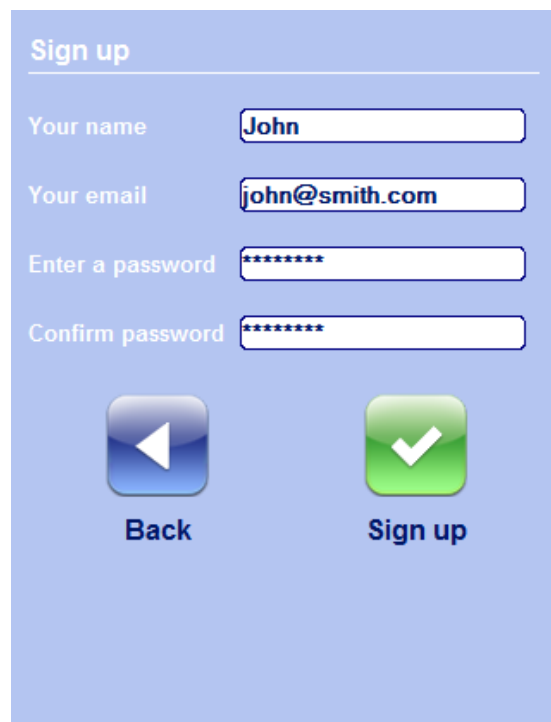 Sign up
Your name John
Your email john@smith.com
Enter a password ********
Confirm password ********
Back Sign up